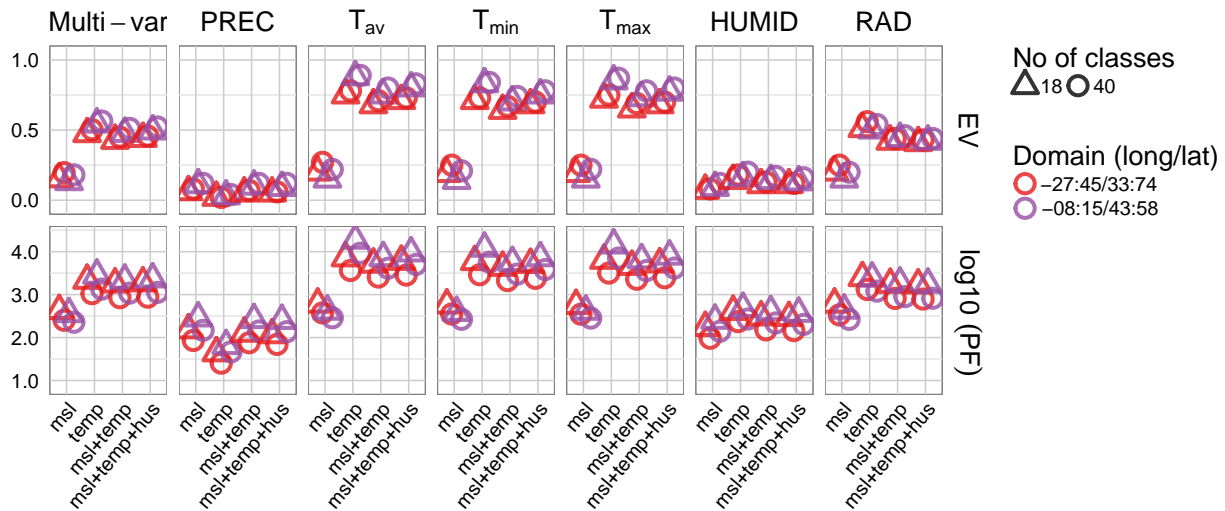 Multi – var PREC Tav Tmin Tmax HUMID RAD
1.0
0.5
0.0
EV
4.0
3.0
2.0
1.0
log10 (PF)
msl temp msl+temp msl+temp+hus msl temp msl+temp msl+temp+hus msl temp msl+temp msl+temp+hus msl temp msl+temp msl+temp+hus msl temp msl+temp msl+temp+hus msl temp msl+temp msl+temp+hus msl temp msl+temp msl+temp+hus
No of classes
18 40
Domain (long/lat)
−27:45/33:74
−08:15/43:58